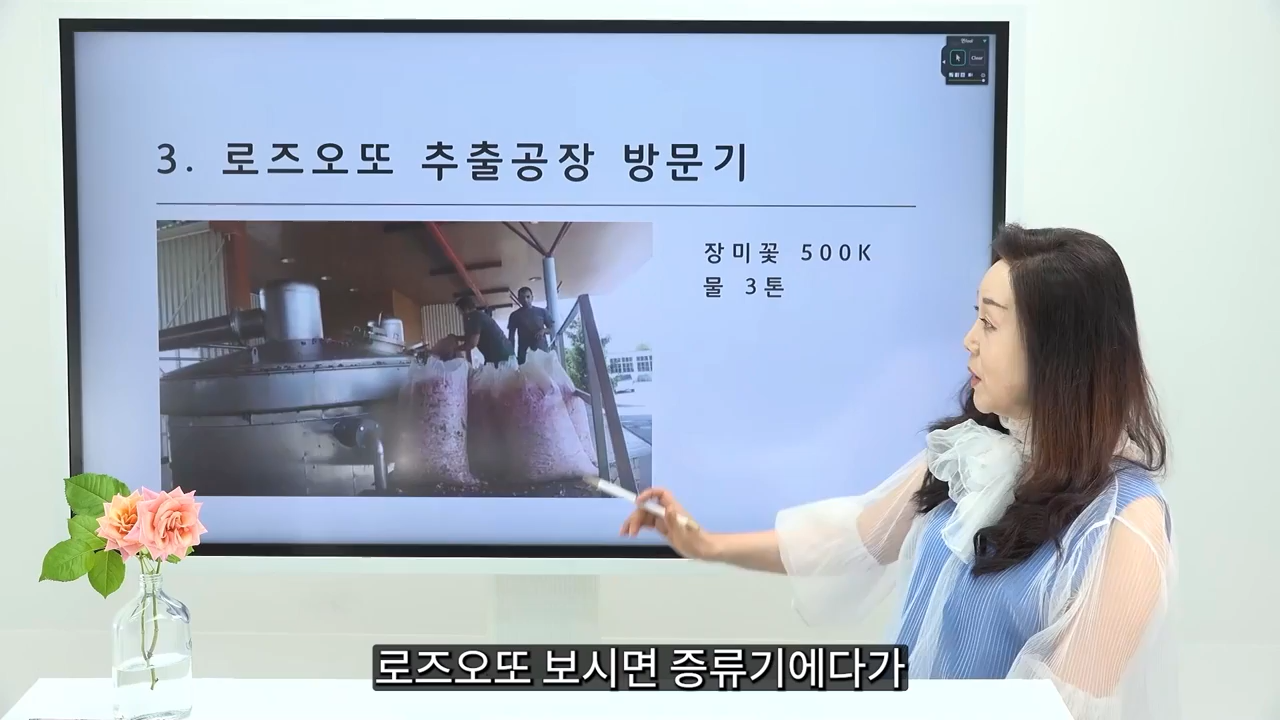 3. 로즈오또 추출공장 방문기
장미꽃 500K
물 3톤
Clear
로즈오또 보시면 증류기에다가